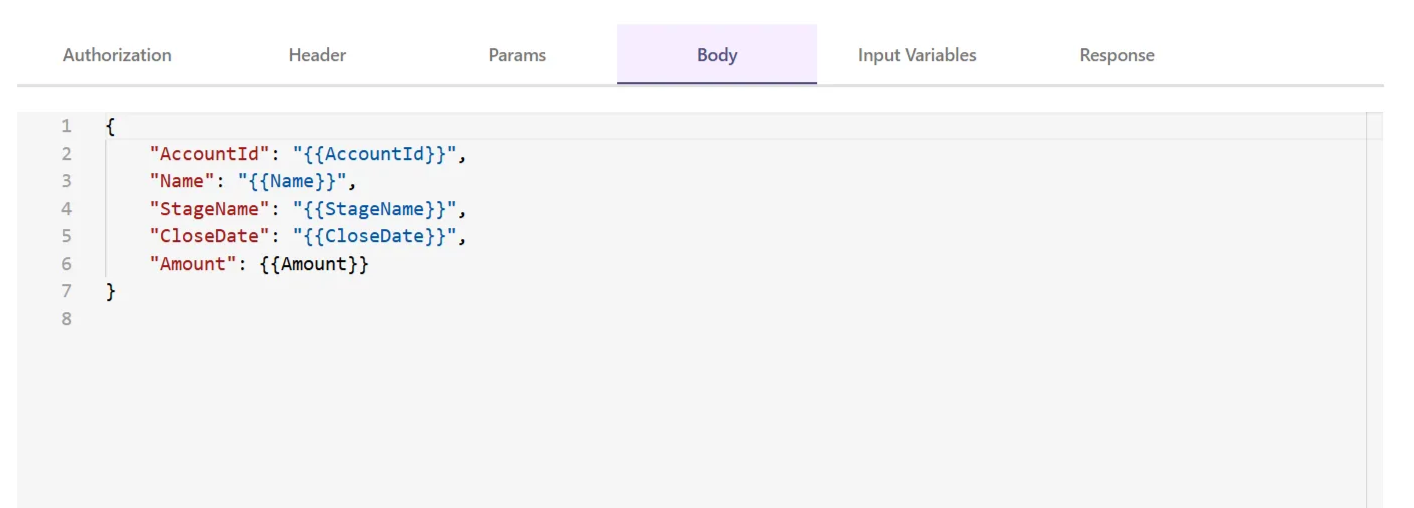 Authorization Header Params Body Input Variables Response
1 {
2 "AccountId": "{{AccountId}}",
3 "Name": "{{Name}}",
4 "StageName": "{{StageName}}",
5 "CloseDate": "{{CloseDate}}",
6 "Amount": {{Amount}}
7 }
8